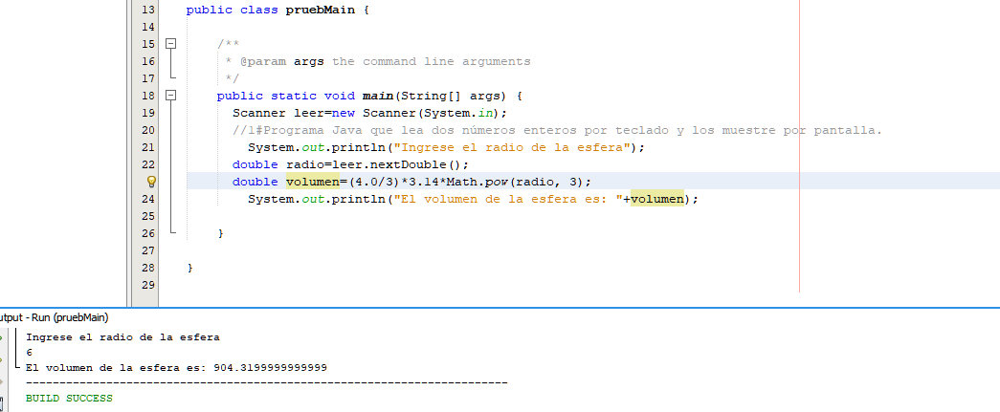 13 public class pruebMain {
14
15 /**
16 * @param args the command line arguments
17 */
18 public static void main(String[] args) {
19 Scanner leer=new Scanner(System.in);
20 //1#Programa Java que lea dos números enteros por teclado y los muestre por pantalla.
21 System.out.println("Ingrese el radio de la esfera");
22 double radio=leer.nextDouble();
double volumen=(4.0/3)*3.14*Math.pow(radio, 3);
24 System.out.println("El volumen de la esfera es: "+volumen);
25
26 }
27
28 }
29
utput - Run (pruebMain)
Ingrese el radio de la esfera
6
El volumen de la esfera es: 904.3199999999999
------------------------------------------------------------------------
BUILD SUCCESS